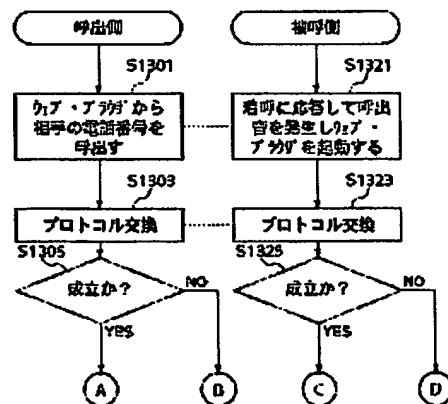 呼出側
被呼側
S1301
S1321
ウェブ・ブラウザから
相手の電話番号を
呼出す
着呼に応答して呼出
音を発生しウェブ・
ブラウザを起動する
S1303
S1323
プロトコル交換
プロトコル交換
S1305
S1325
成立か?
NO
成立か?
NO
YES
YES
A
B
C
D